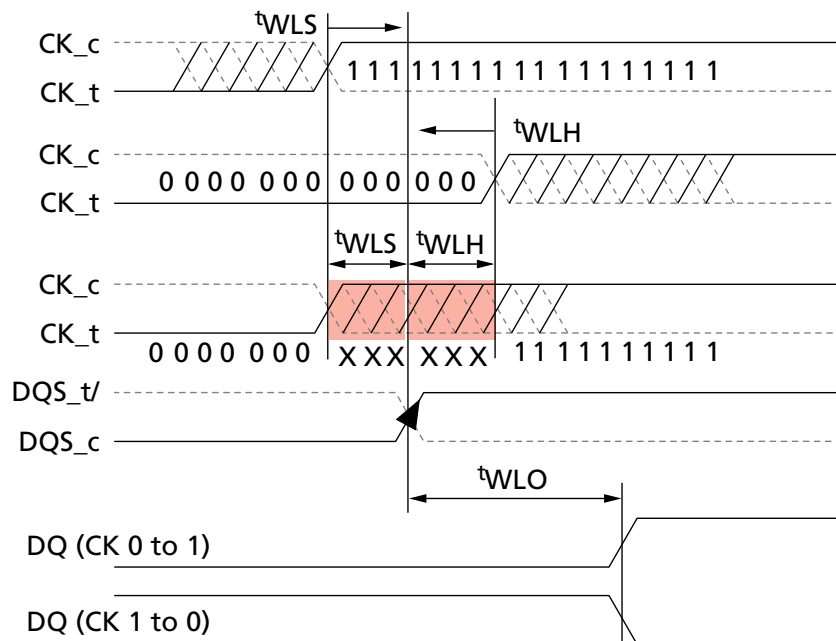 tWLS
CK_c
1 1 1 1 1 1 1 1 1 1 1 1 1 1 1 1 1
CK_t
tWLH
CK_c
0 0 0 0 0 0 0 0 0 0 0 0 0
CK_t
tWLS tWLH
CK_c
CK_t
0 0 0 0 0 0 0 X X X X X X 1 1 1 1 1 1 1 1 1 1
DQS_t/
DQS_c
tWLO
DQ (CK 0 to 1)
DQ (CK 1 to 0)